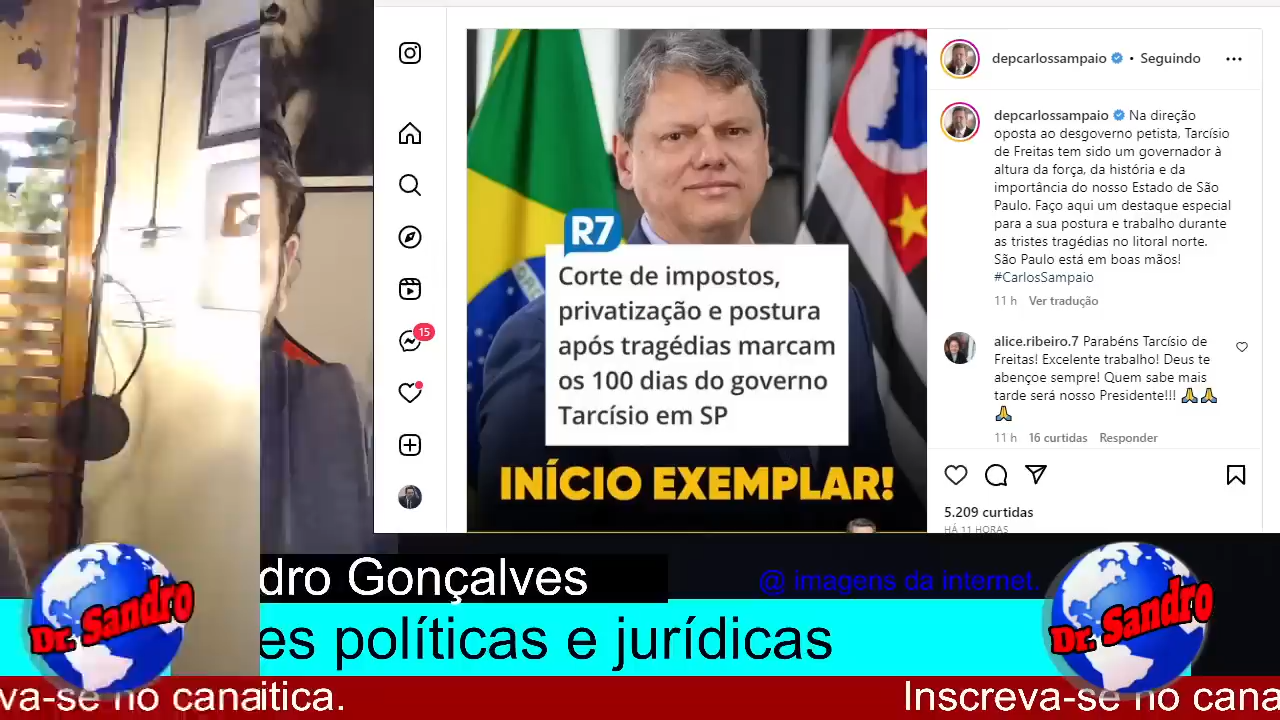 depcarlossampaio • Seguindo
depcarlossampaio Na direção
oposta ao desgoverno petista, Tarcísio
de Freitas tem sido um governador à
altura da força, da história e da
importância do nosso Estado de São
Paulo. Faço aqui um destaque especial
para a sua postura e trabalho durante
as tristes tragédias no litoral norte.
São Paulo está em boas mãos!
#CarlosSampaio
11 h Ver tradução
R7
Corte de impostos,
privatização e postura
após tragédias marcam
os 100 dias do governo
Tarcísio em SP
INÍCIO EXEMPLAR!
15
alice.ribeiro.7 Parabéns Tarcísio de
Freitas! Excelente trabalho! Deus te
abençoe sempre! Quem sabe mais
tarde será nosso Presidente!!! 🙏🙏
🙏
11 h 16 curtidas Responder
5.209 curtidas
HÁ 11 HORAS
dro Gonçalves
@ imagens da internet.
es políticas e jurídicas
Dr. Sandro
Dr. Sandro
va-se no canaitica.
Inscreva-se no cana